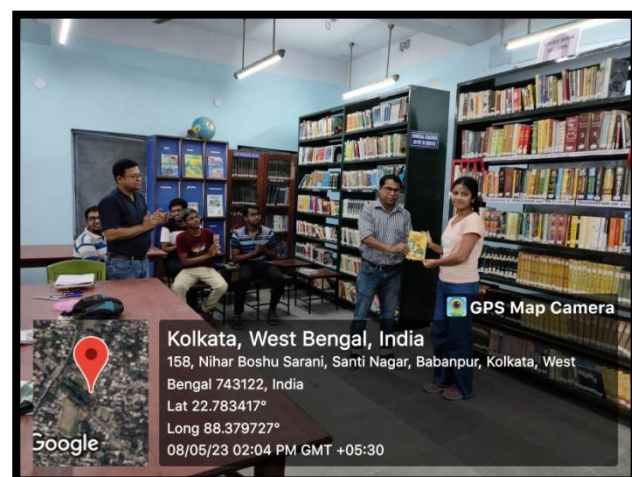 GPS Map Camera
Kolkata, West Bengal, India
158, Nihar Boshu Sarani, Santi Nagar, Babanpur, Kolkata, West
Bengal 743122, India
Lat 22.783417°
Long 88.379727°
08/05/23 02:04 PM GMT +05:30
Google